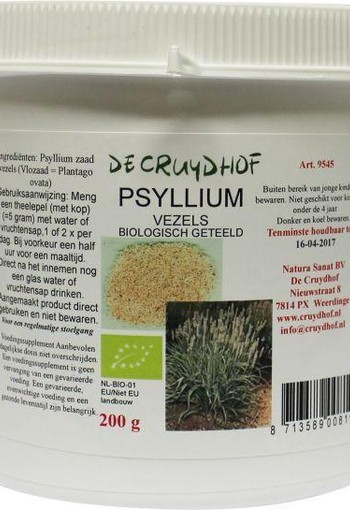 DE CRUYDHOF
PSYLLIUM
VEZELS
BIOLOGISCH GETEELD
Psyllium zaad
vezels (Vlozaad = Plantago
ovata)
Gebruiksaanwijzing: Meng
een theelepel (met kop)
(=5 gram) met water of
vruchtensap,1 of 2 x per
dag. Bij voorkeur een half
uur voor een maaltijd.
Direct na het innemen nog
een glas water of
vruchtensap drinken.
Aangemaakt product direct
gebruiken en niet bewaren.
Voor een regelmatige stoelgang
Voedingssupplement Aanbevolen
dagelijkse dosis niet overschrijden.
Een voedingssupplement is geen
vervanging van een gevarieerde
voeding. Een gevarieerde,
evenwichtige voeding en een
gezonde levensstijl zijn belangrijk.
NL-BIO-01
EU/Niet EU
landbouw
200 g
Art. 9545
Buiten bereik van jonge
bewaren. Niet geschikt voor
onder de 4 jaar
Donker en koel bewaren.
Tenminste houdbaar
16-04-2017
Natura Sanat BV
De Cruydhof
Nieuwstraat 8
7814 PX Weerdinge
www.cruydhof.nl
info@cruydhof.nl
8 713589 00811